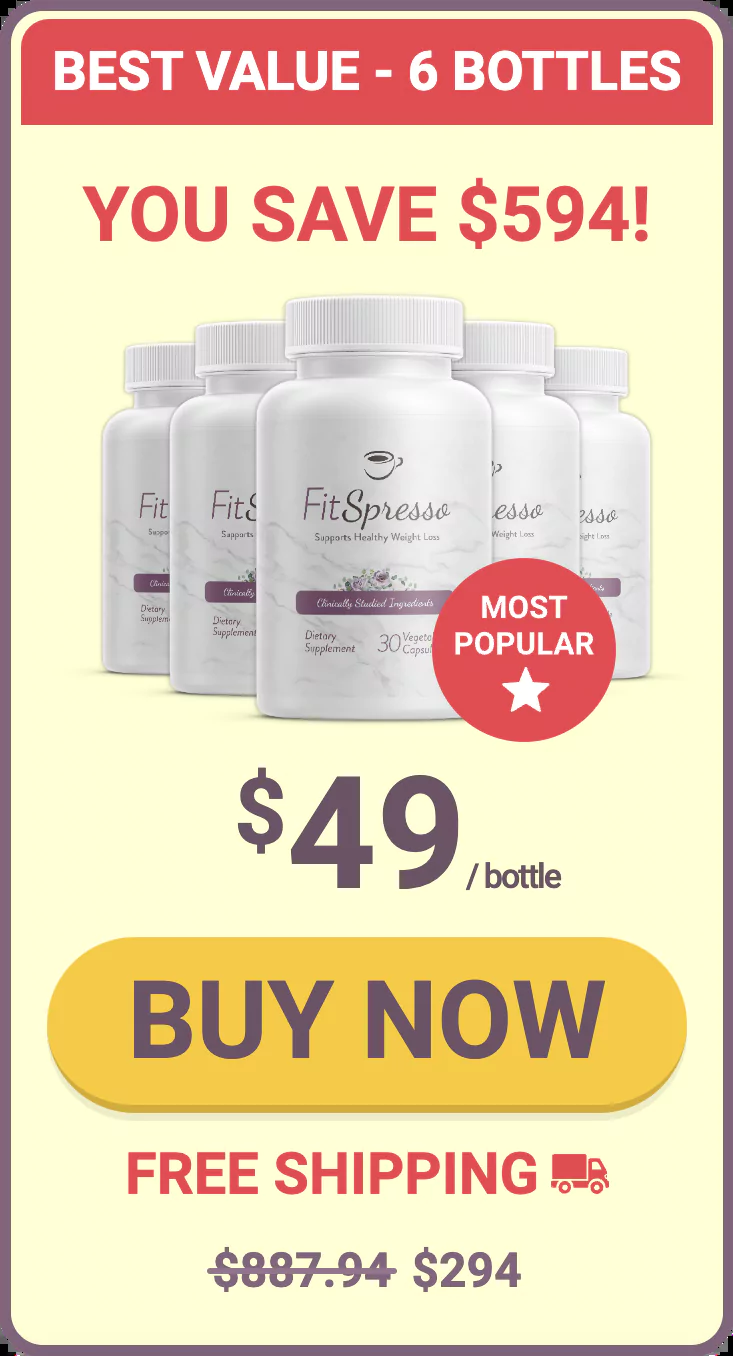 BEST VALUE - 6 BOTTLES
YOU SAVE $594!
FitSpresso
Supports Healthy Weight Loss
Clinically Studied Ingredients
Dietary
Supplement
30
MOST
POPULAR
$49 / bottle
BUY NOW
FREE SHIPPING
$887.94 $294